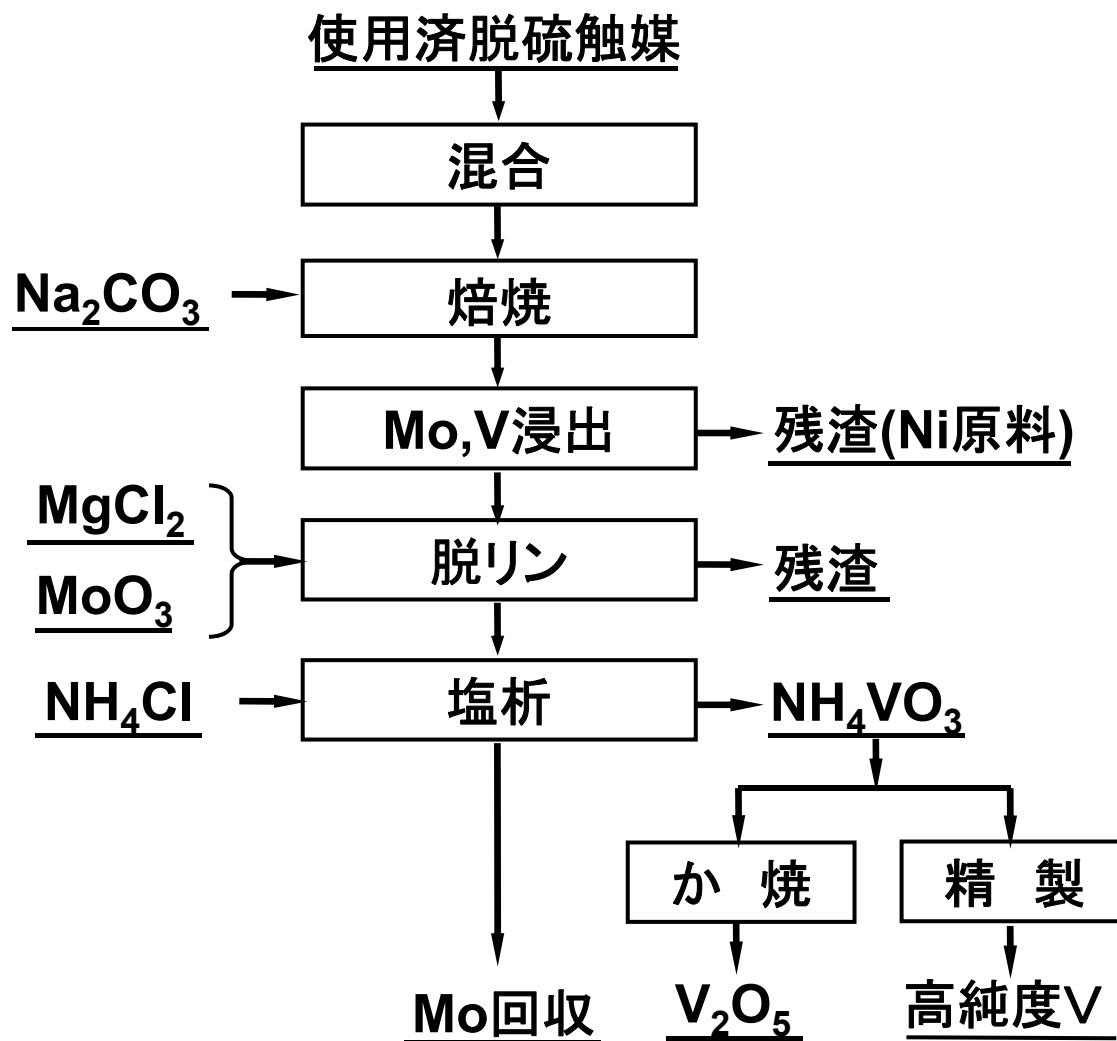 使用済脱硫触媒
混合
Na₂CO₃
焙焼
Mo,V浸出
残渣(Ni原料)
MgCl₂
MoO₃
脱リン
残渣
NH₄Cl
塩析
NH₄VO₃
か 焼
精 製
Mo回収
V₂O₅
高純度V